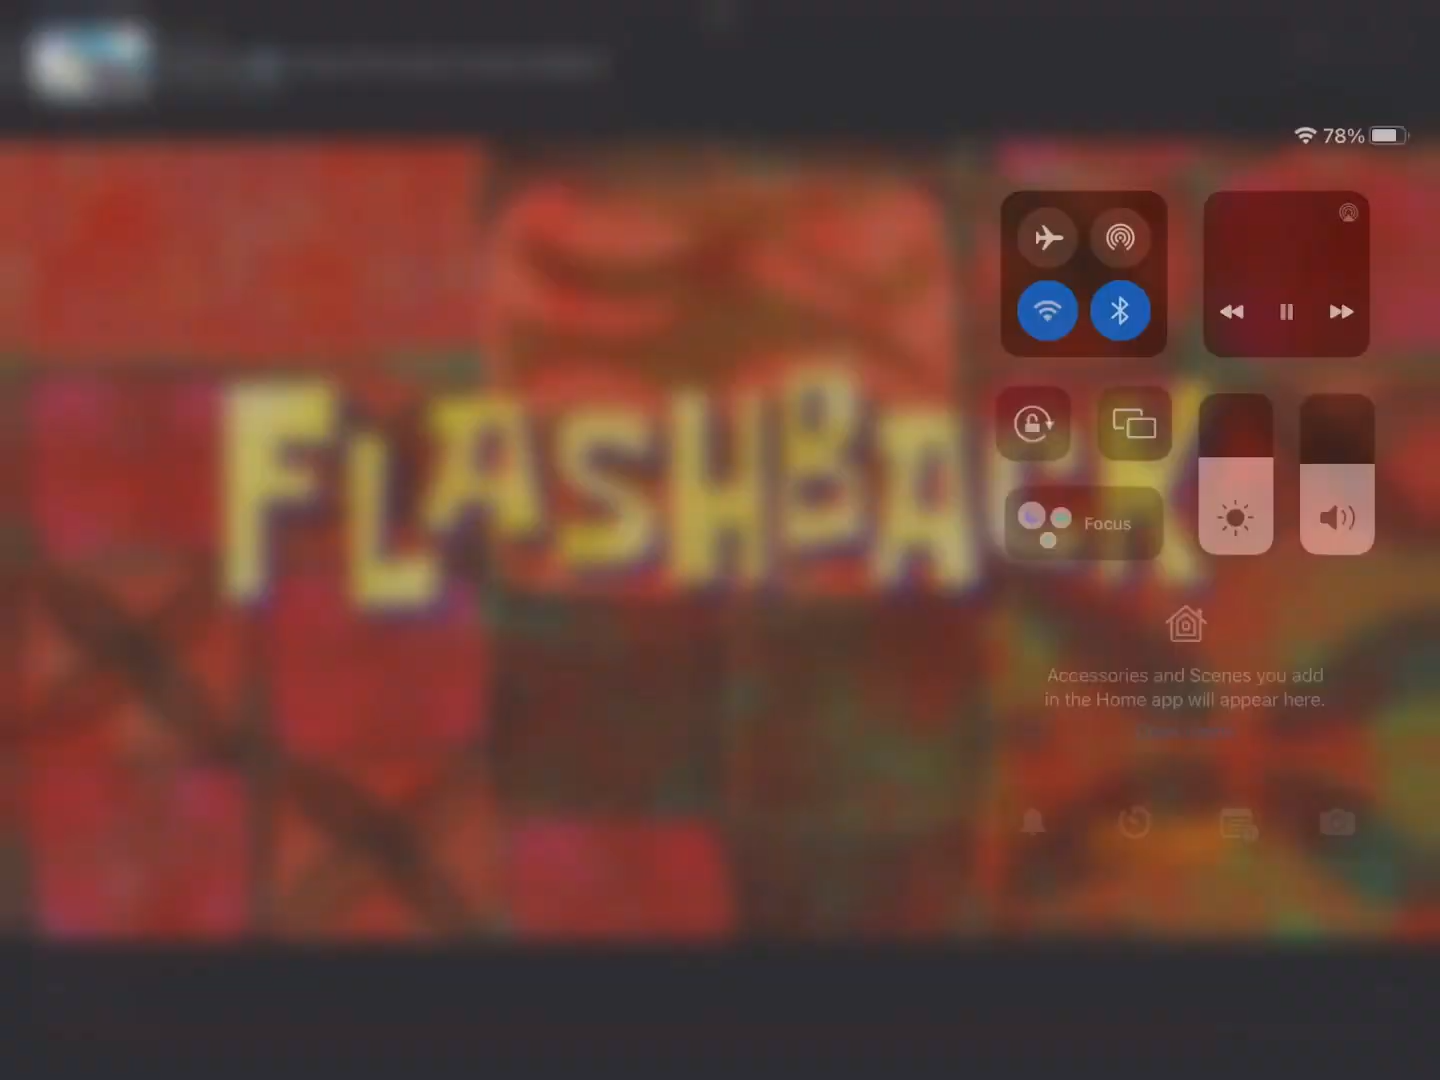 78%
FLASHBACK
Focus
Accessories and Scenes you add
in the Home app will appear here.